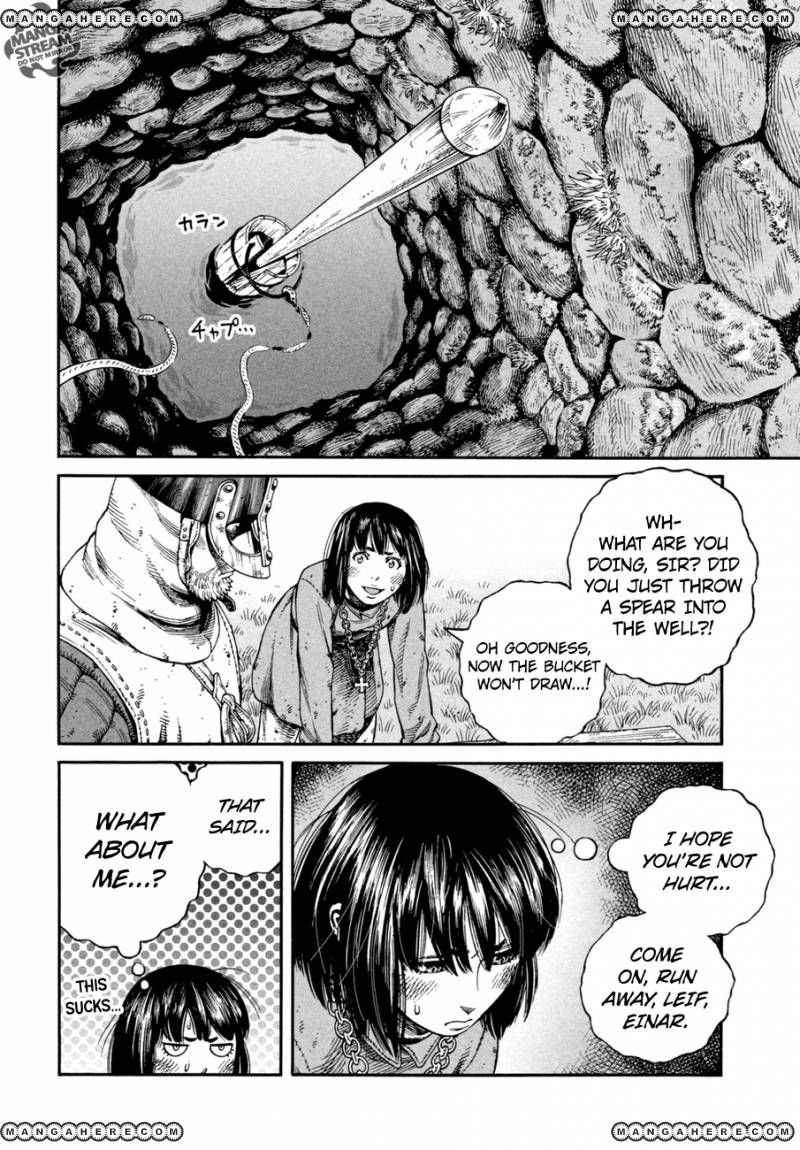 MANGAHERE.COM
MANGAHERE.COM
MANGA
STREAM
DO NOT MIRROR
カラン
チャプ...
WH-
WHAT ARE YOU
DOING, SIR? DID
YOU JUST THROW
A SPEAR INTO
THE WELL?!
OH GOODNESS,
NOW THE BUCKET
WON'T DRAW...!
I HOPE
YOU'RE NOT
HURT...
COME
ON, RUN
AWAY, LEIF,
EINAR.
THAT
SAID...
WHAT
ABOUT
ME...?
THIS
SUCKS...
MANGAHERE.COM
MANGAHERE.COM